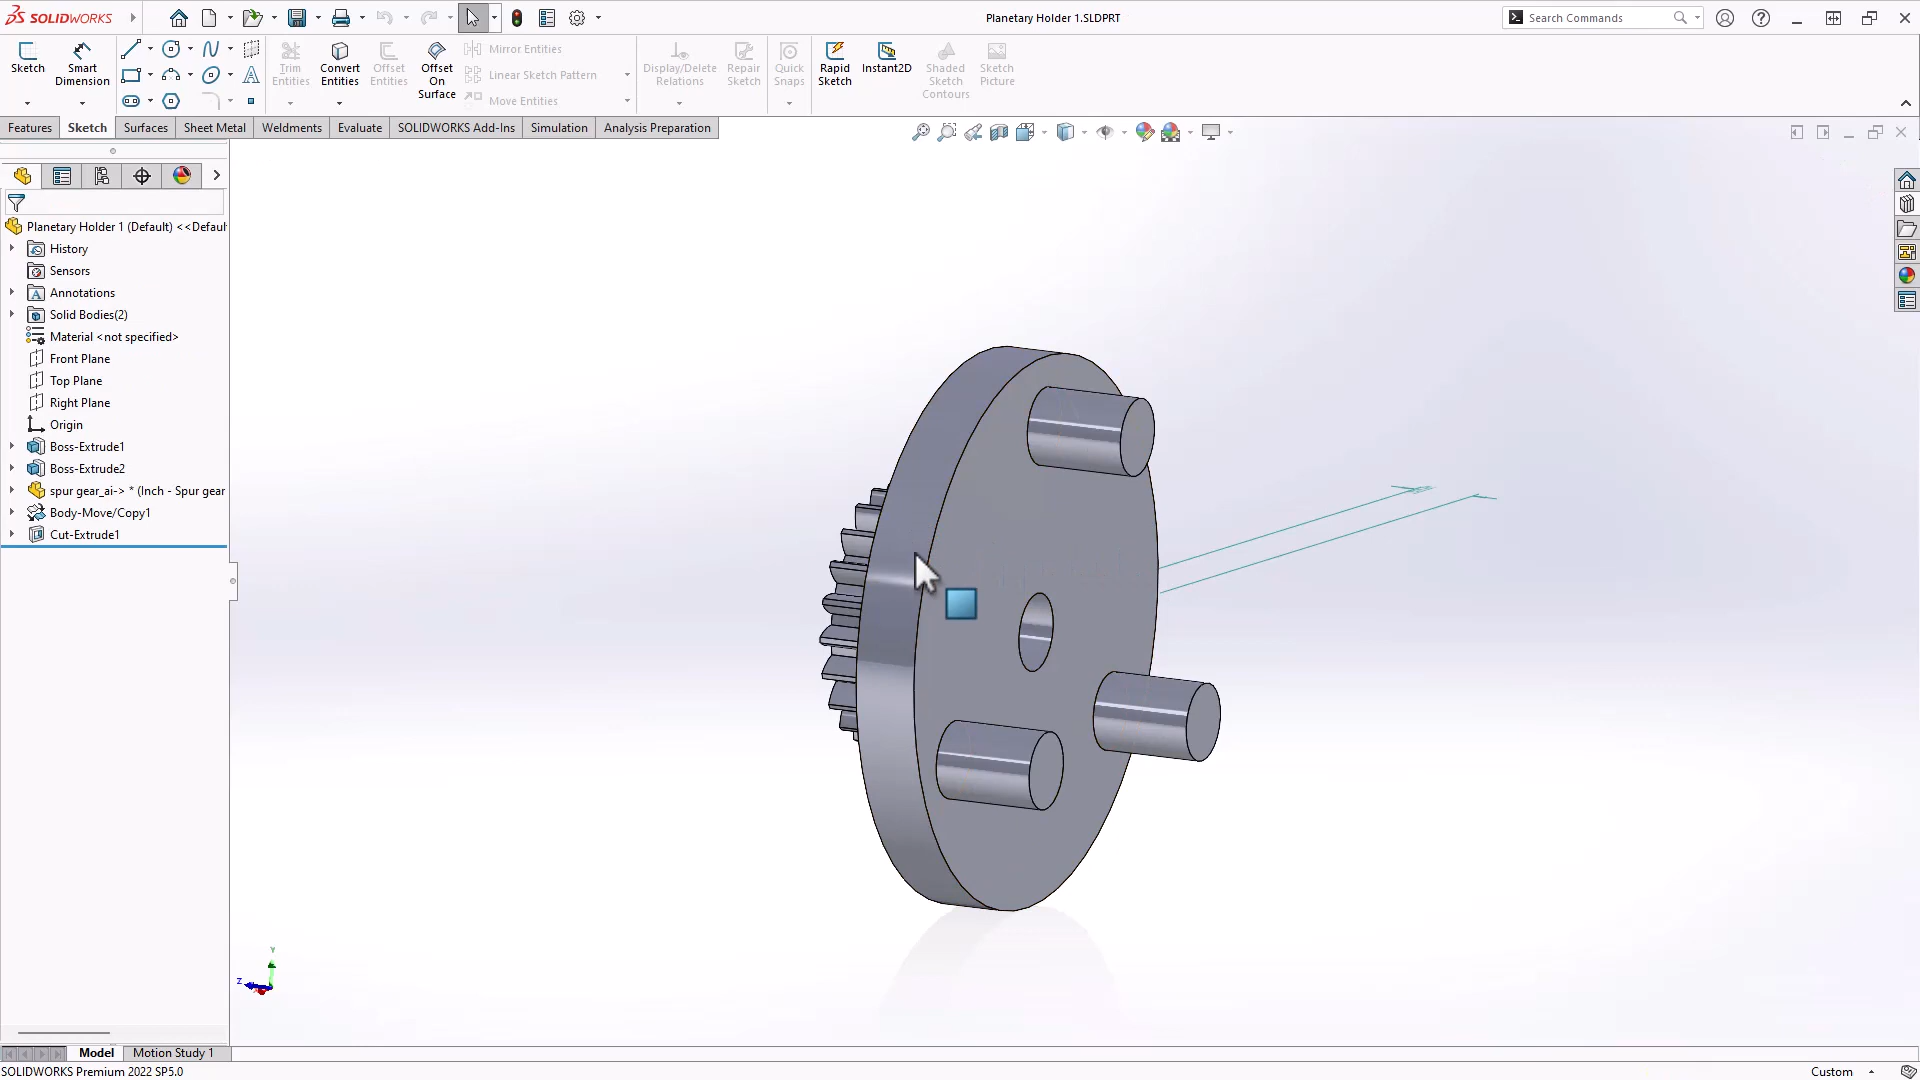 SOLIDWORKS
Planetary Holder 1.SLDPRT
Search Commands
Sketch
Smart Dimension
Trim Entities
Convert Entities
Offset Entities
Offset On Surface
Mirror Entities
Linear Sketch Pattern
Move Entities
Display/Delete Relations
Repair Sketch
Quick Snaps
Rapid Sketch
Instant2D
Shaded Sketch Contours
Sketch Picture
Features
Sketch
Surfaces
Sheet Metal
Weldments
Evaluate
SOLIDWORKS Add-Ins
Simulation
Analysis Preparation
Planetary Holder 1 (Default) <<Defaul
History
Sensors
Annotations
Solid Bodies(2)
Material <not specified>
Front Plane
Top Plane
Right Plane
Origin
Boss-Extrude1
Boss-Extrude2
spur gear_ai-> * (Inch - Spur gear
Body-Move/Copy1
Cut-Extrude1
Y
Z
Model
Motion Study 1
SOLIDWORKS Premium 2022 SP5.0
Custom